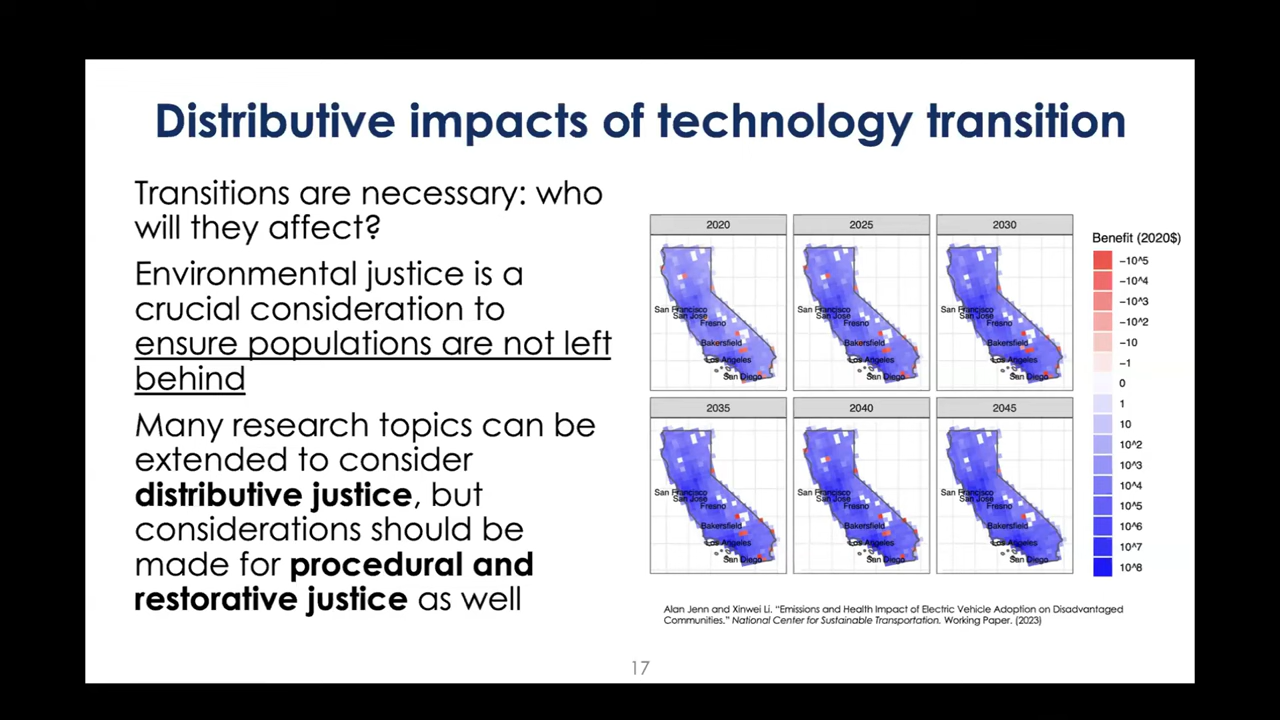 Distributive impacts of technology transition
Transitions are necessary: who
will they affect?
Environmental justice is a
crucial consideration to
ensure populations are not left
behind
Many research topics can be
extended to consider
distributive justice, but
considerations should be
made for procedural and
restorative justice as well
2020
San Francisco
San Jose
Fresno
Bakersfield
Los Angeles
San Diego
2025
San Francisco
San Jose
Fresno
Bakersfield
Los Angeles
San Diego
2030
San Francisco
San Jose
Fresno
Bakersfield
Los Angeles
San Diego
2035
San Francisco
San Jose
Fresno
Bakersfield
Los Angeles
San Diego
2040
San Francisco
San Jose
Fresno
Bakersfield
Los Angeles
San Diego
2045
San Francisco
San Jose
Fresno
Bakersfield
Los Angeles
San Diego
Benefit (2020$)
−10^5
−10^4
−10^3
−10^2
−10
−1
0
1
10
10^2
10^3
10^4
10^5
10^6
10^7
10^8
Alan Jenn and Xinwei Li. “Emissions and Health Impact of Electric Vehicle Adoption on Disadvantaged
Communities.” National Center for Sustainable Transportation. Working Paper. (2023)
17